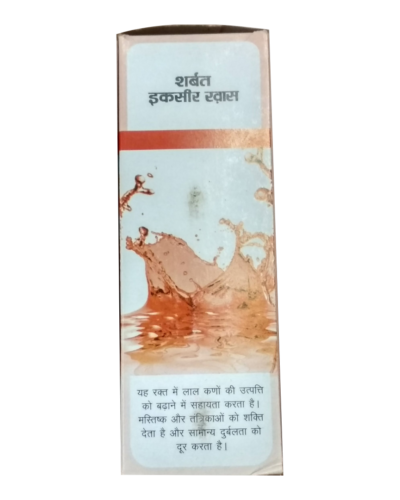 शर्बत
इकसीर ख़ास
यह रक्त में लाल कणों की उत्पत्ति
को बढ़ाने में सहायता करता है।
मस्तिष्क और तंत्रिकाओं को शक्ति
देता है और सामान्य दुर्बलता को
दूर करता है।